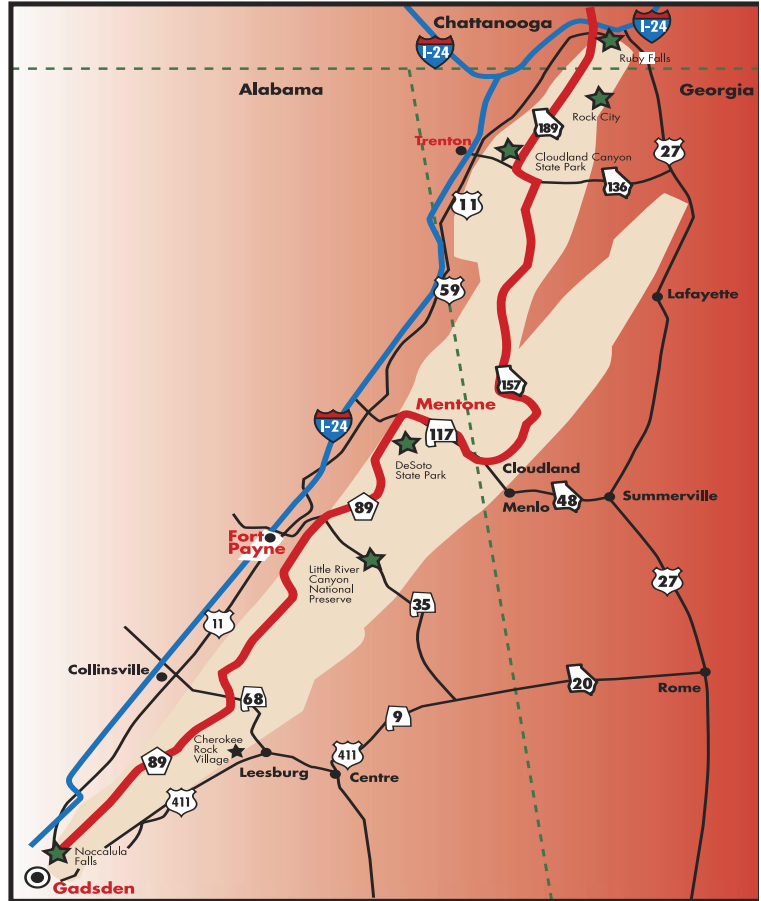 Chattanooga
I-24
I-24
Ruby Falls
Alabama
Georgia
Rock City
189
Trenton
Cloudland Canyon
State Park
27
136
11
59
Lafayette
157
Mentone
I-24
117
DeSoto
State Park
Cloudland
Menlo
48
Summerville
89
Fort
Payne
Little River
Canyon
National
Preserve
27
35
11
Collinsville
68
20
Rome
9
Cherokee
Rock
Village
411
89
Leesburg
Centre
411
Noccalula
Falls
Gadsden